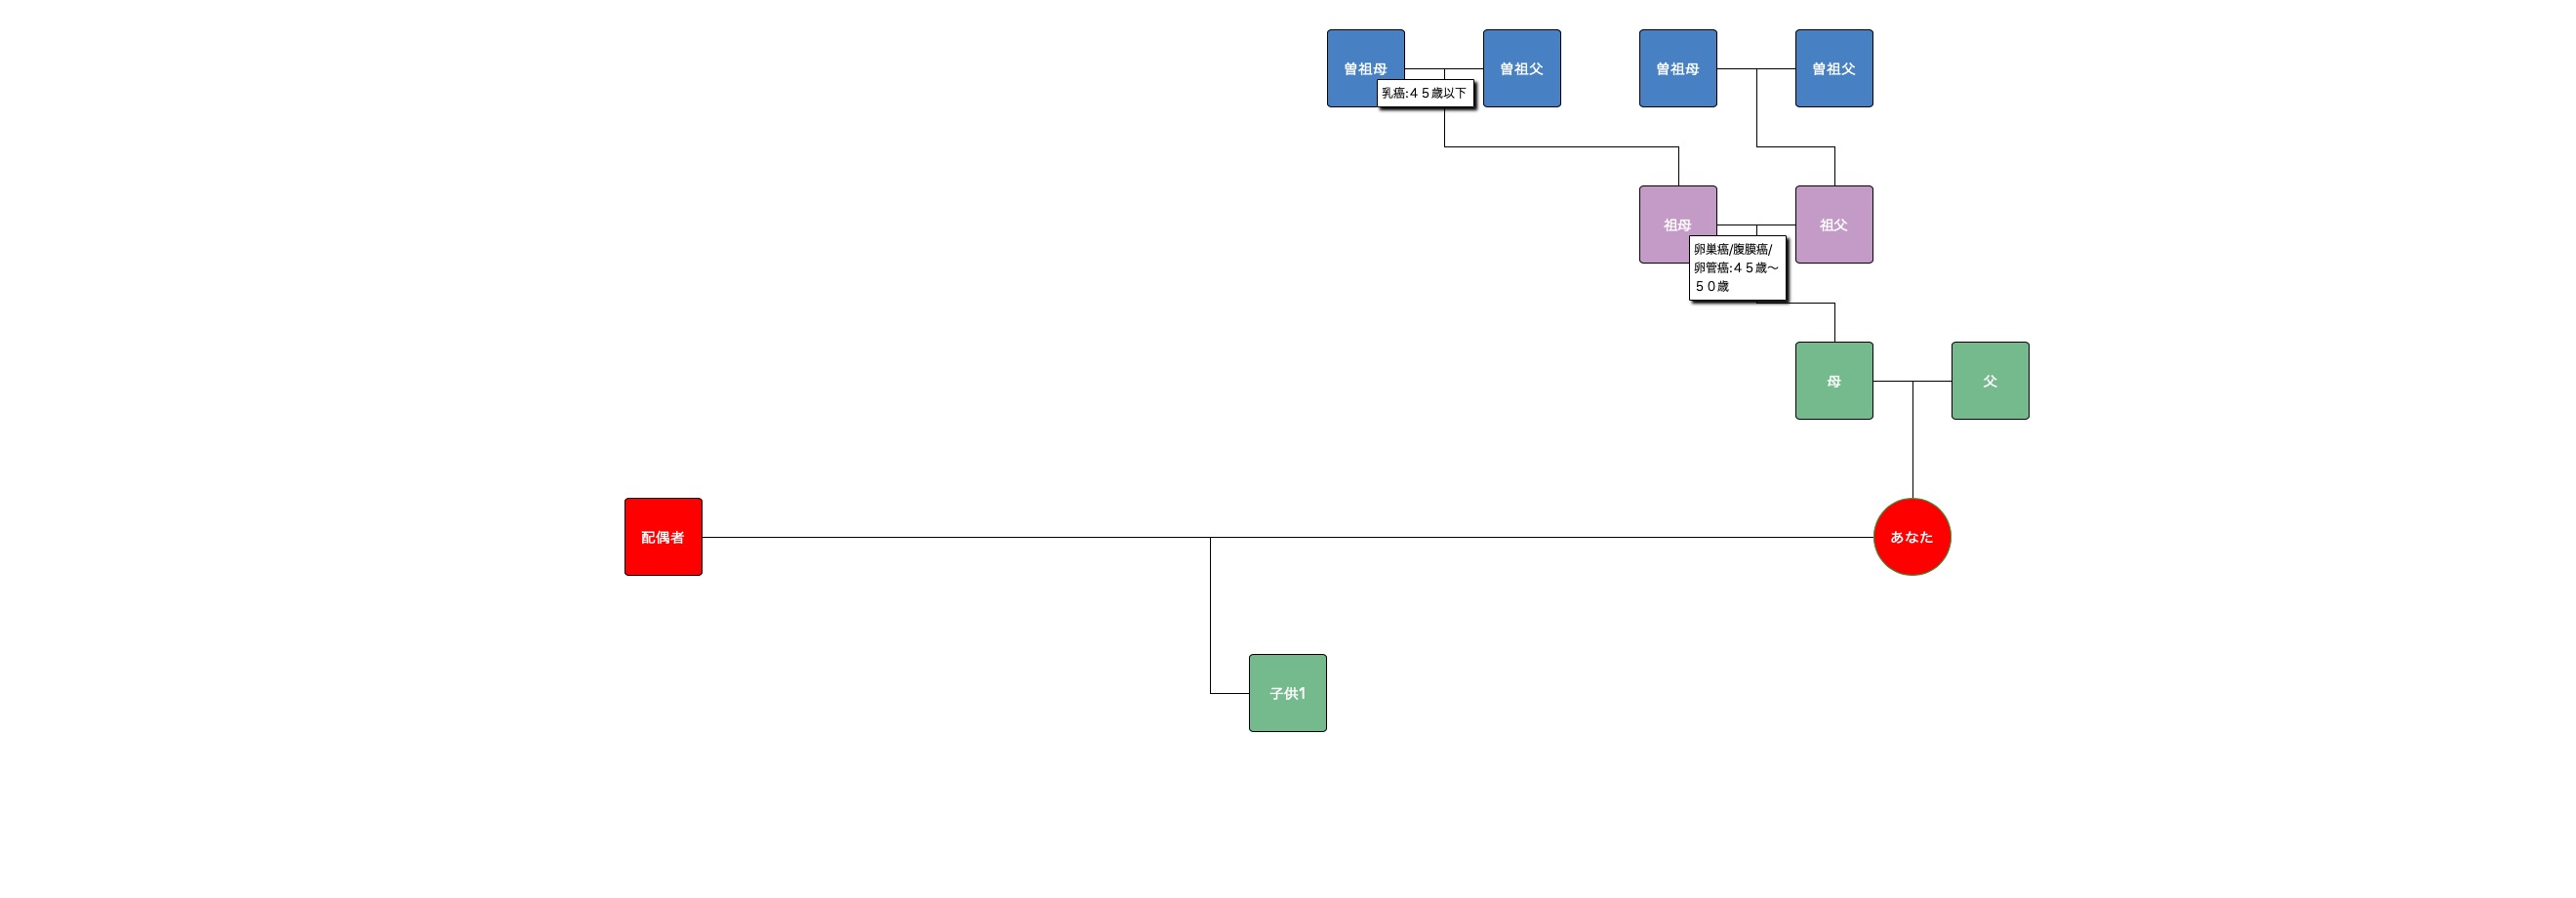 曽祖母
曽祖父
曽祖母
曽祖父
乳癌:４５歳以下
祖母
祖父
卵巣癌/腹膜癌/
卵管癌:４５歳〜
５０歳
母
父
配偶者
あなた
子供1